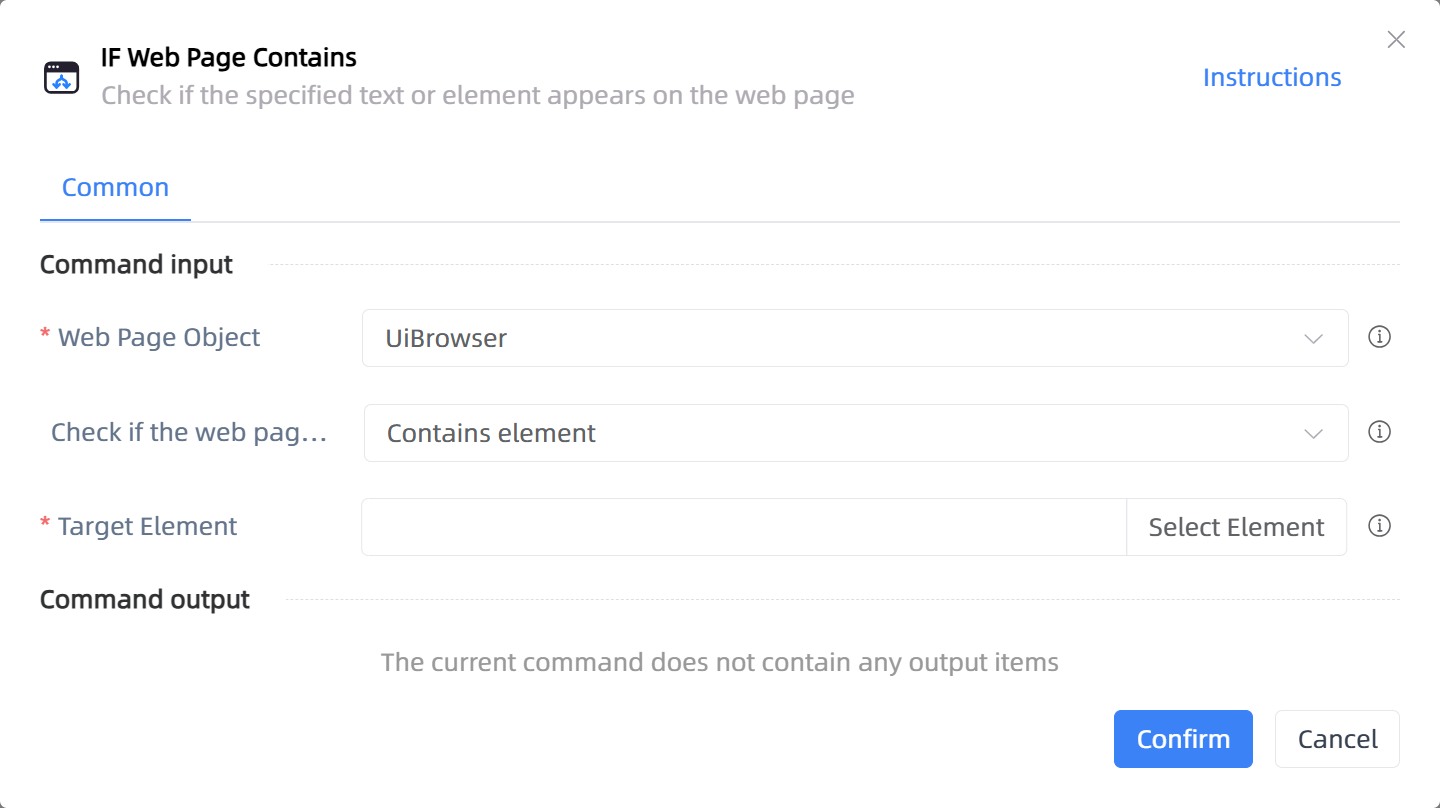 IF Web Page Contains
Check if the specified text or element appears on the web page
Instructions
Common
Command input
* Web Page Object
UiBrowser
Check if the web pag...
Contains element
* Target Element
Select Element
Command output
The current command does not contain any output items
Confirm
Cancel